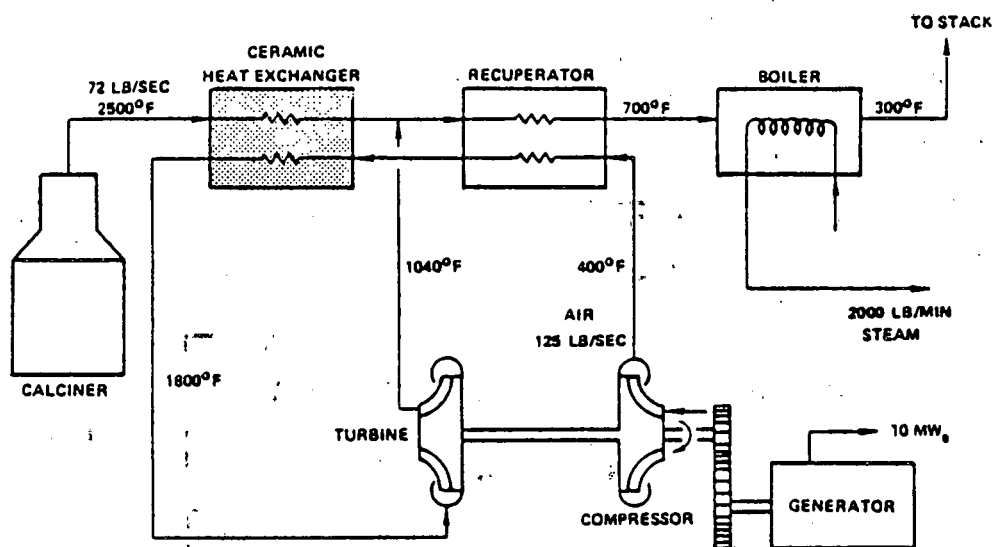 TO STACK
CERAMIC
HEAT EXCHANGER
RECUPERATOR
BOILER
72 LB/SEC
2500°F
700°F
300°F
1040°F
400°F
AIR
125 LB/SEC
2000 LB/MIN
STEAM
CALCINER
1800°F
TURBINE
10 MWe
COMPRESSOR
GENERATOR